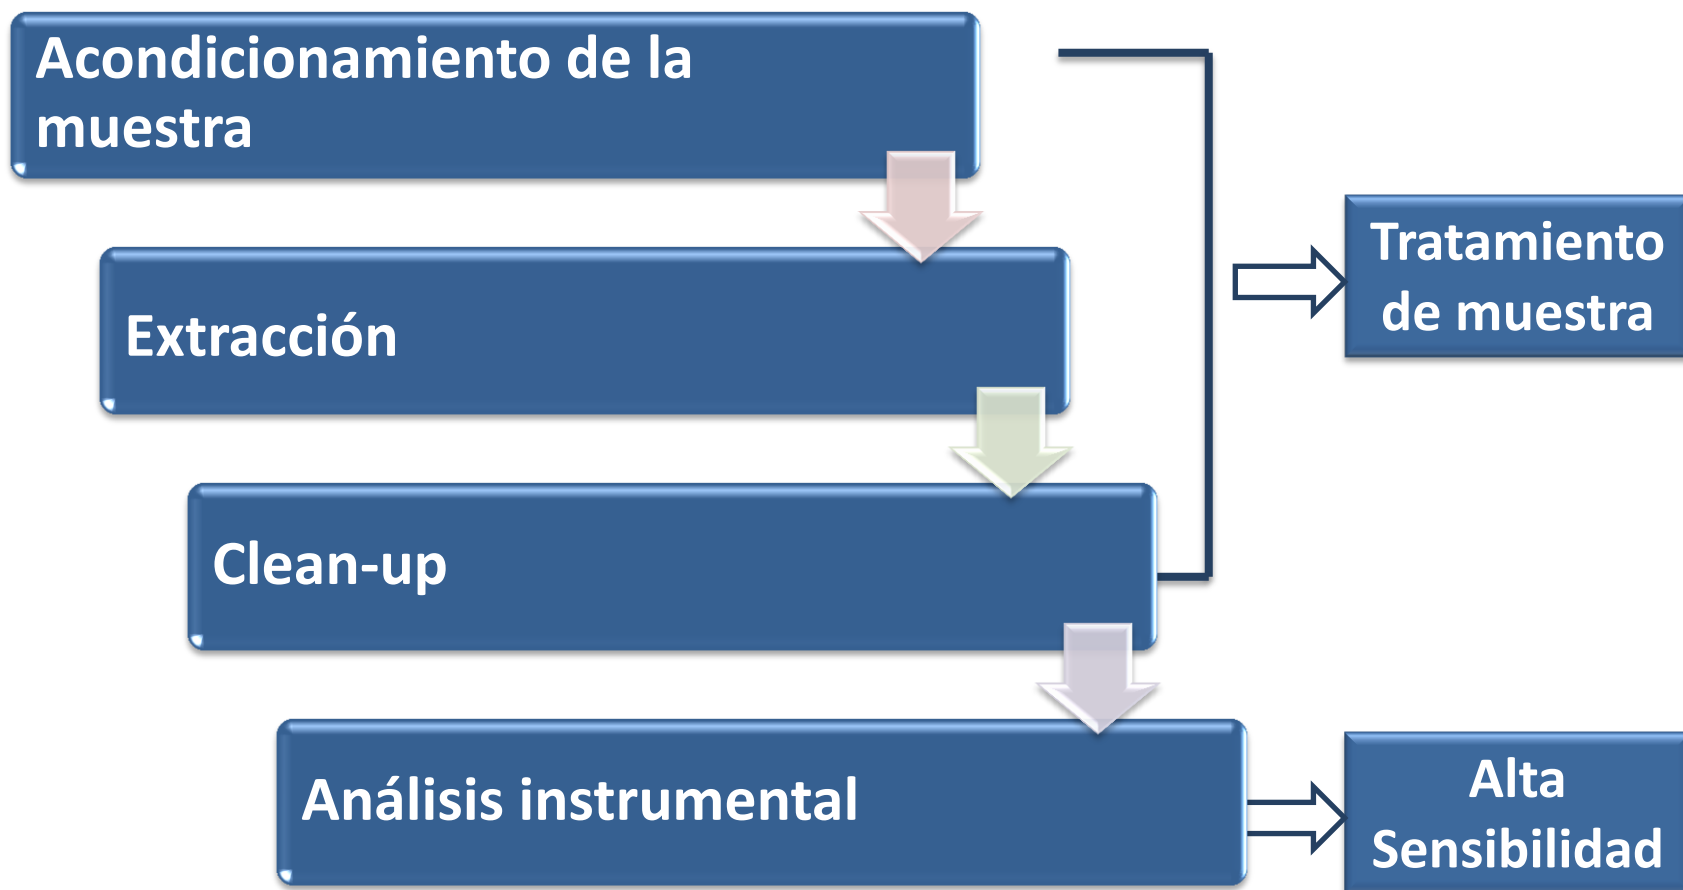 Acondicionamiento de la
muestra
Extracción
Clean-up
Análisis instrumental
Tratamiento
de muestra
Alta
Sensibilidad